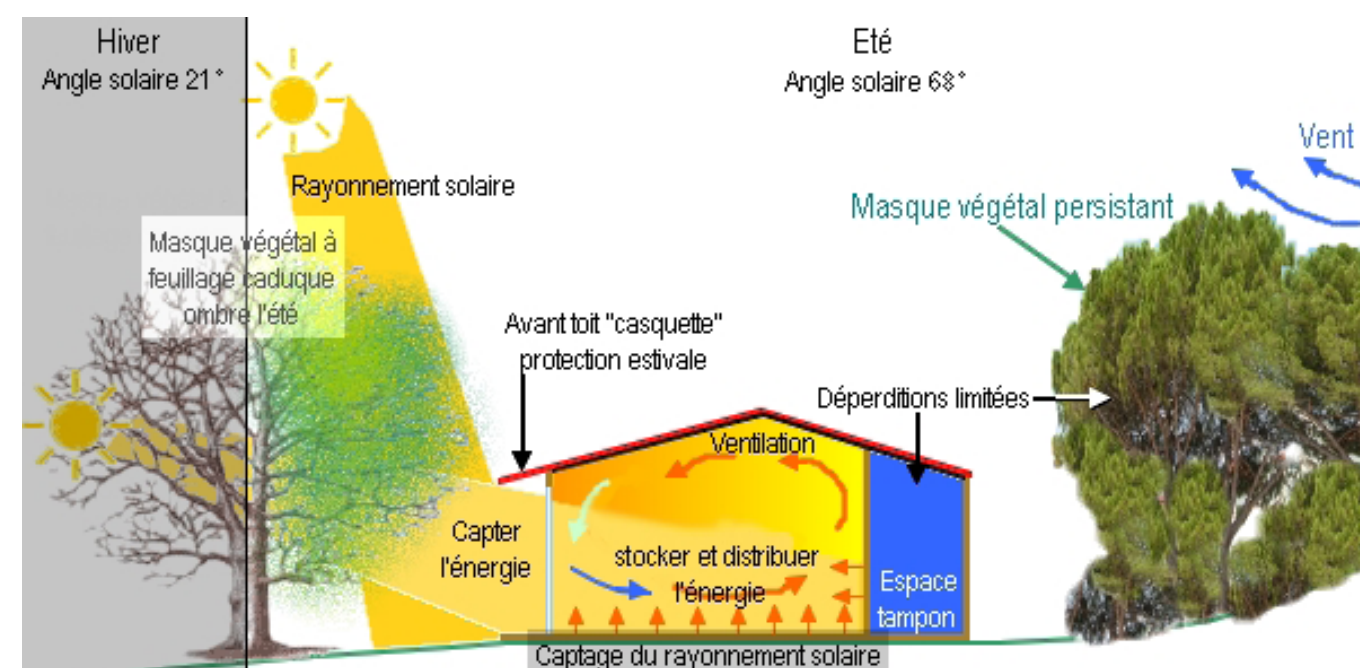 Hiver
Angle solaire 21°
Eté
Angle solaire 68°
Vent
Rayonnement solaire
Masque végétal persistant
Masque végétal à
feuillage caduque
ombre l'été
Avant toit "casquette"
protection estivale
Déperditions limitées
Ventilation
Capter
l'énergie
stocker et distribuer
l'énergie
Espace
tampon
Captage du rayonnement solaire